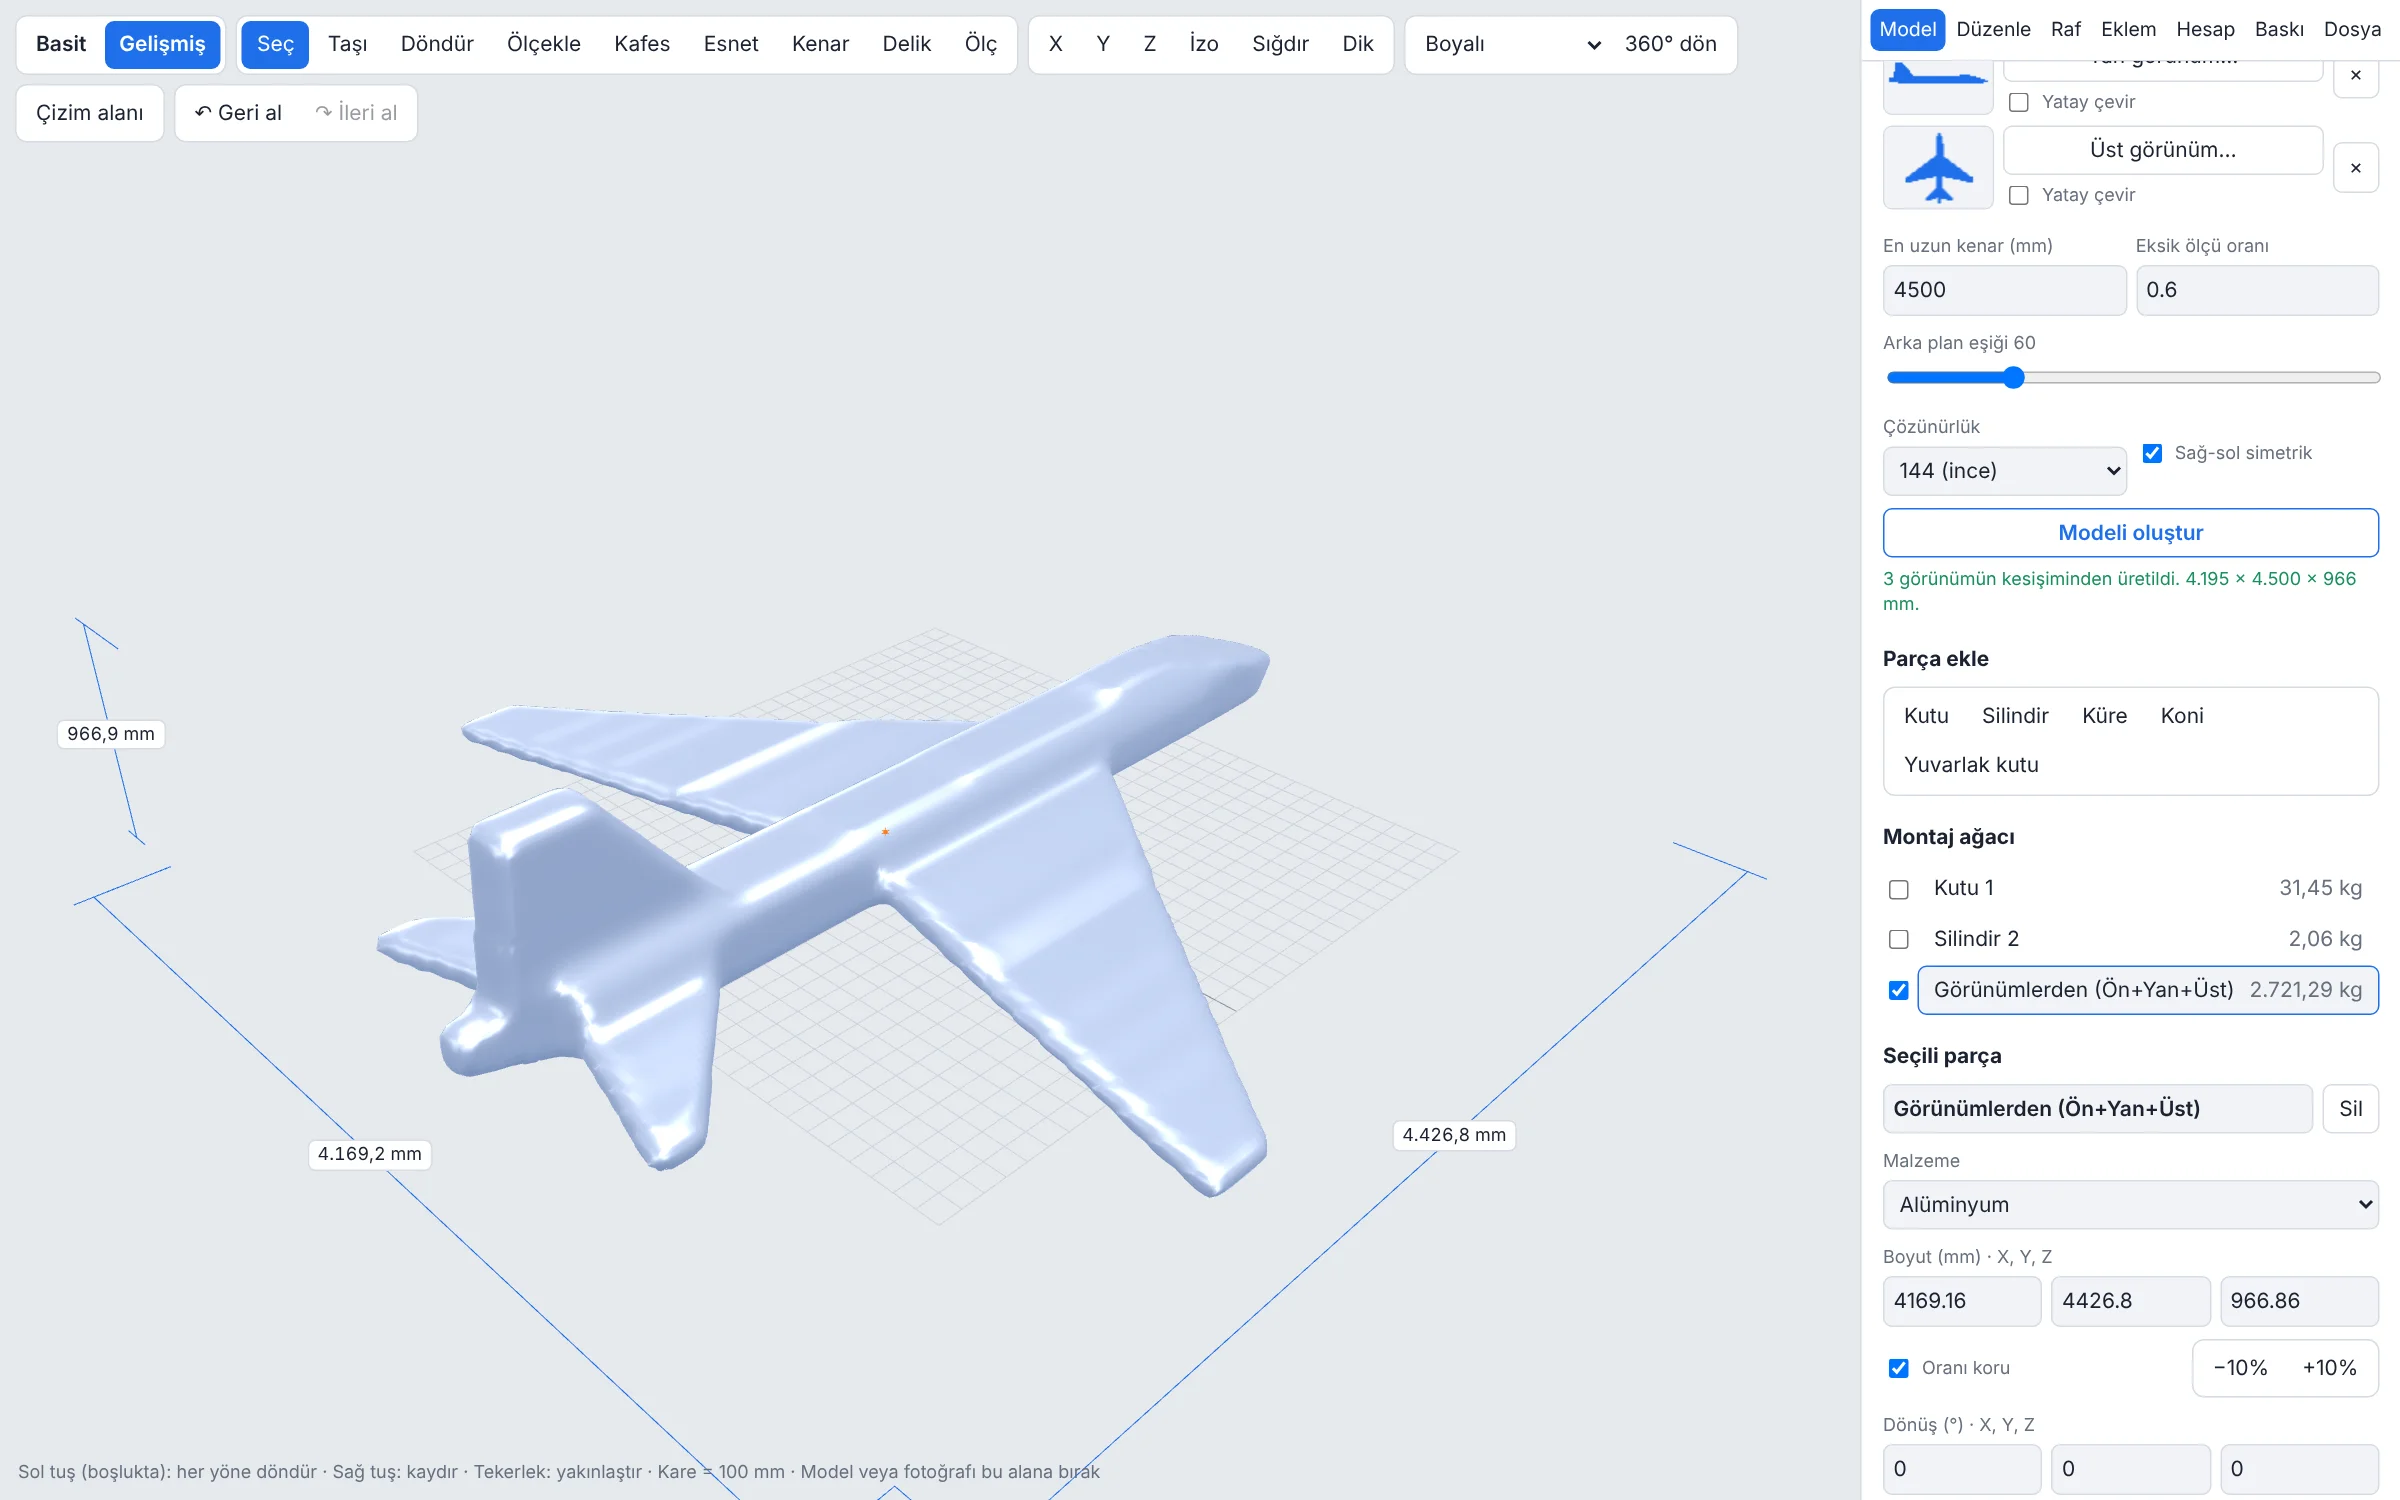 Basit Gelişmiş Seç Taşı Döndür Ölçekle Kafes Esnet Kenar Delik Ölç X Y Z İzo Sığdır Dik Boyalı 360° dön
Çizim alanı ↶ Geri al ↷ İleri al
966,9 mm
4.169,2 mm
4.426,8 mm
Sol tuş (boşlukta): her yöne döndür · Sağ tuş: kaydır · Tekerlek: yakınlaştır · Kare = 100 mm · Model veya fotoğrafı bu alana bırak
Model Düzenle Raf Eklem Hesap Baskı Dosya
×
Yatay çevir
Üst görünüm...
×
Yatay çevir
En uzun kenar (mm) Eksik ölçü oranı
4500 0.6
Arka plan eşiği 60
Çözünürlük
144 (ince) Sağ-sol simetrik
Modeli oluştur
3 görünümün kesişiminden üretildi. 4.195 × 4.500 × 966
mm.
Parça ekle
Kutu Silindir Küre Koni
Yuvarlak kutu
Montaj ağacı
Kutu 1 31,45 kg
Silindir 2 2,06 kg
Görünümlerden (Ön+Yan+Üst) 2.721,29 kg
Seçili parça
Görünümlerden (Ön+Yan+Üst) Sil
Malzeme
Alüminyum
Boyut (mm) · X, Y, Z
4169.16 4426.8 966.86
Oranı koru −10% +10%
Dönüş (°) · X, Y, Z
0 0 0